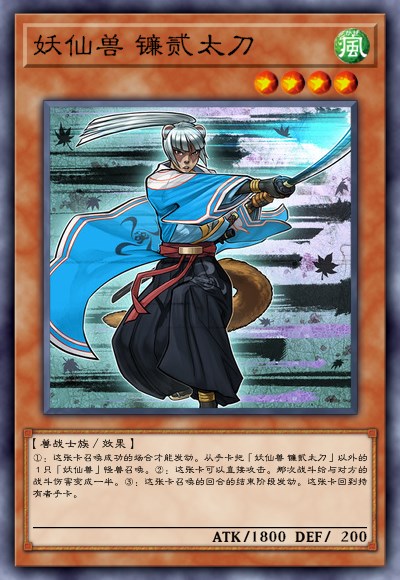 妖仙兽 镰贰太刀
風
【兽战士族／效果】
①：这张卡召唤成功的场合才能发动。从手卡把「妖仙兽 镰贰太刀」以外的
１只「妖仙兽」怪兽召唤。②：这张卡可以直接攻击。那次战斗给与对方的
战斗伤害变成一半。③：这张卡召唤的回合的结束阶段发动。这张卡回到持
有者手卡。
ATK/1800 DEF/ 200